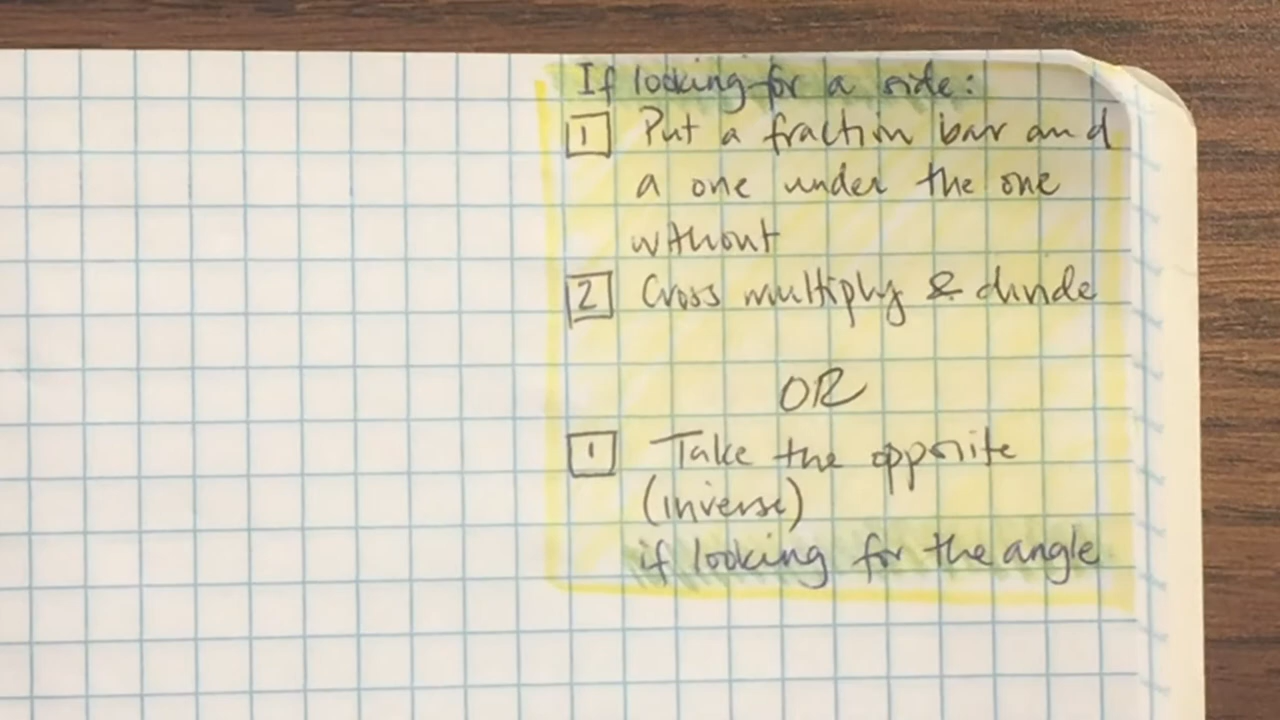 If looking for a side:
1 Put a fraction bar and
a one under the one
without
2 Cross multiply & divide
OR
1 Take the opposite
(inverse)
if looking for the angle